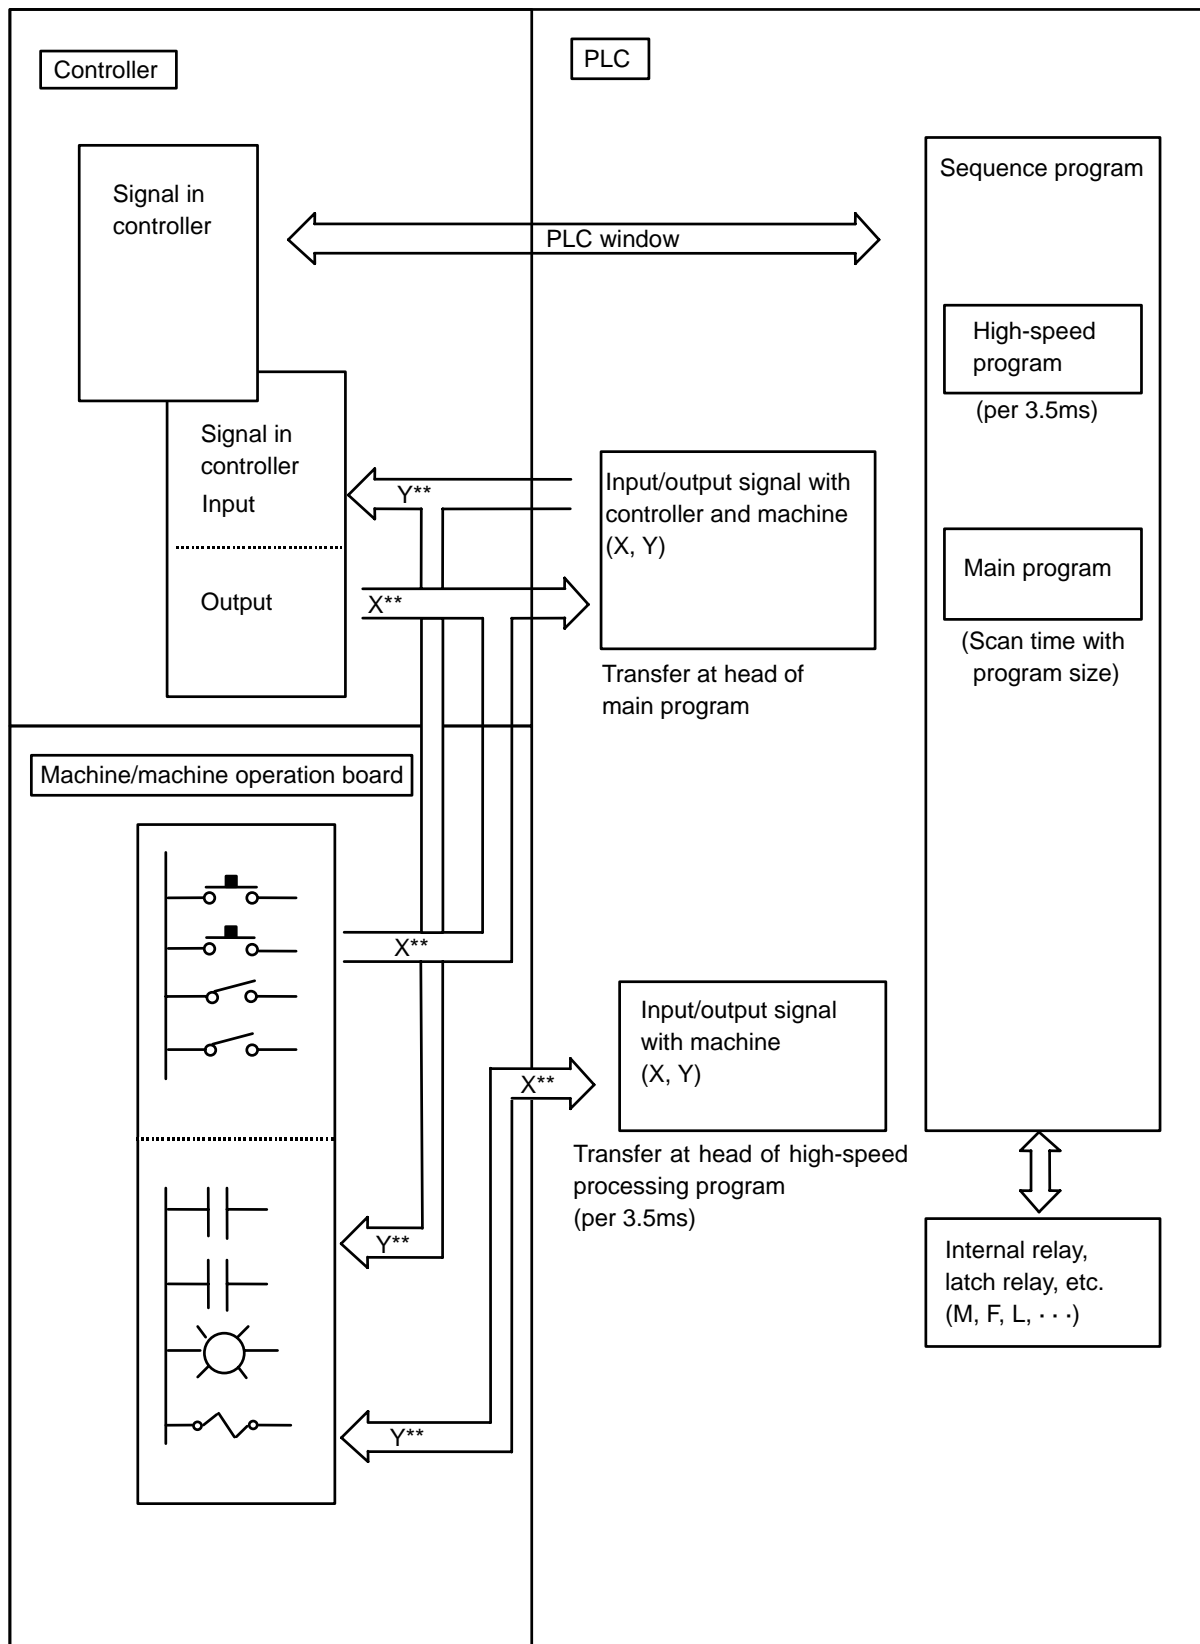 Controller
Signal in
controller
Signal in
controller
Input
Output
Y**
X**
PLC
PLC window
Input/output signal with
controller and machine
(X, Y)
Transfer at head of
main program
Sequence program
High-speed
program
(per 3.5ms)
Main program
(Scan time with
program size)
Machine/machine operation board
X**
Y**
Y**
X**
Input/output signal
with machine
(X, Y)
Transfer at head of high-speed
processing program
(per 3.5ms)
Internal relay,
latch relay, etc.
(M, F, L, · · ·)